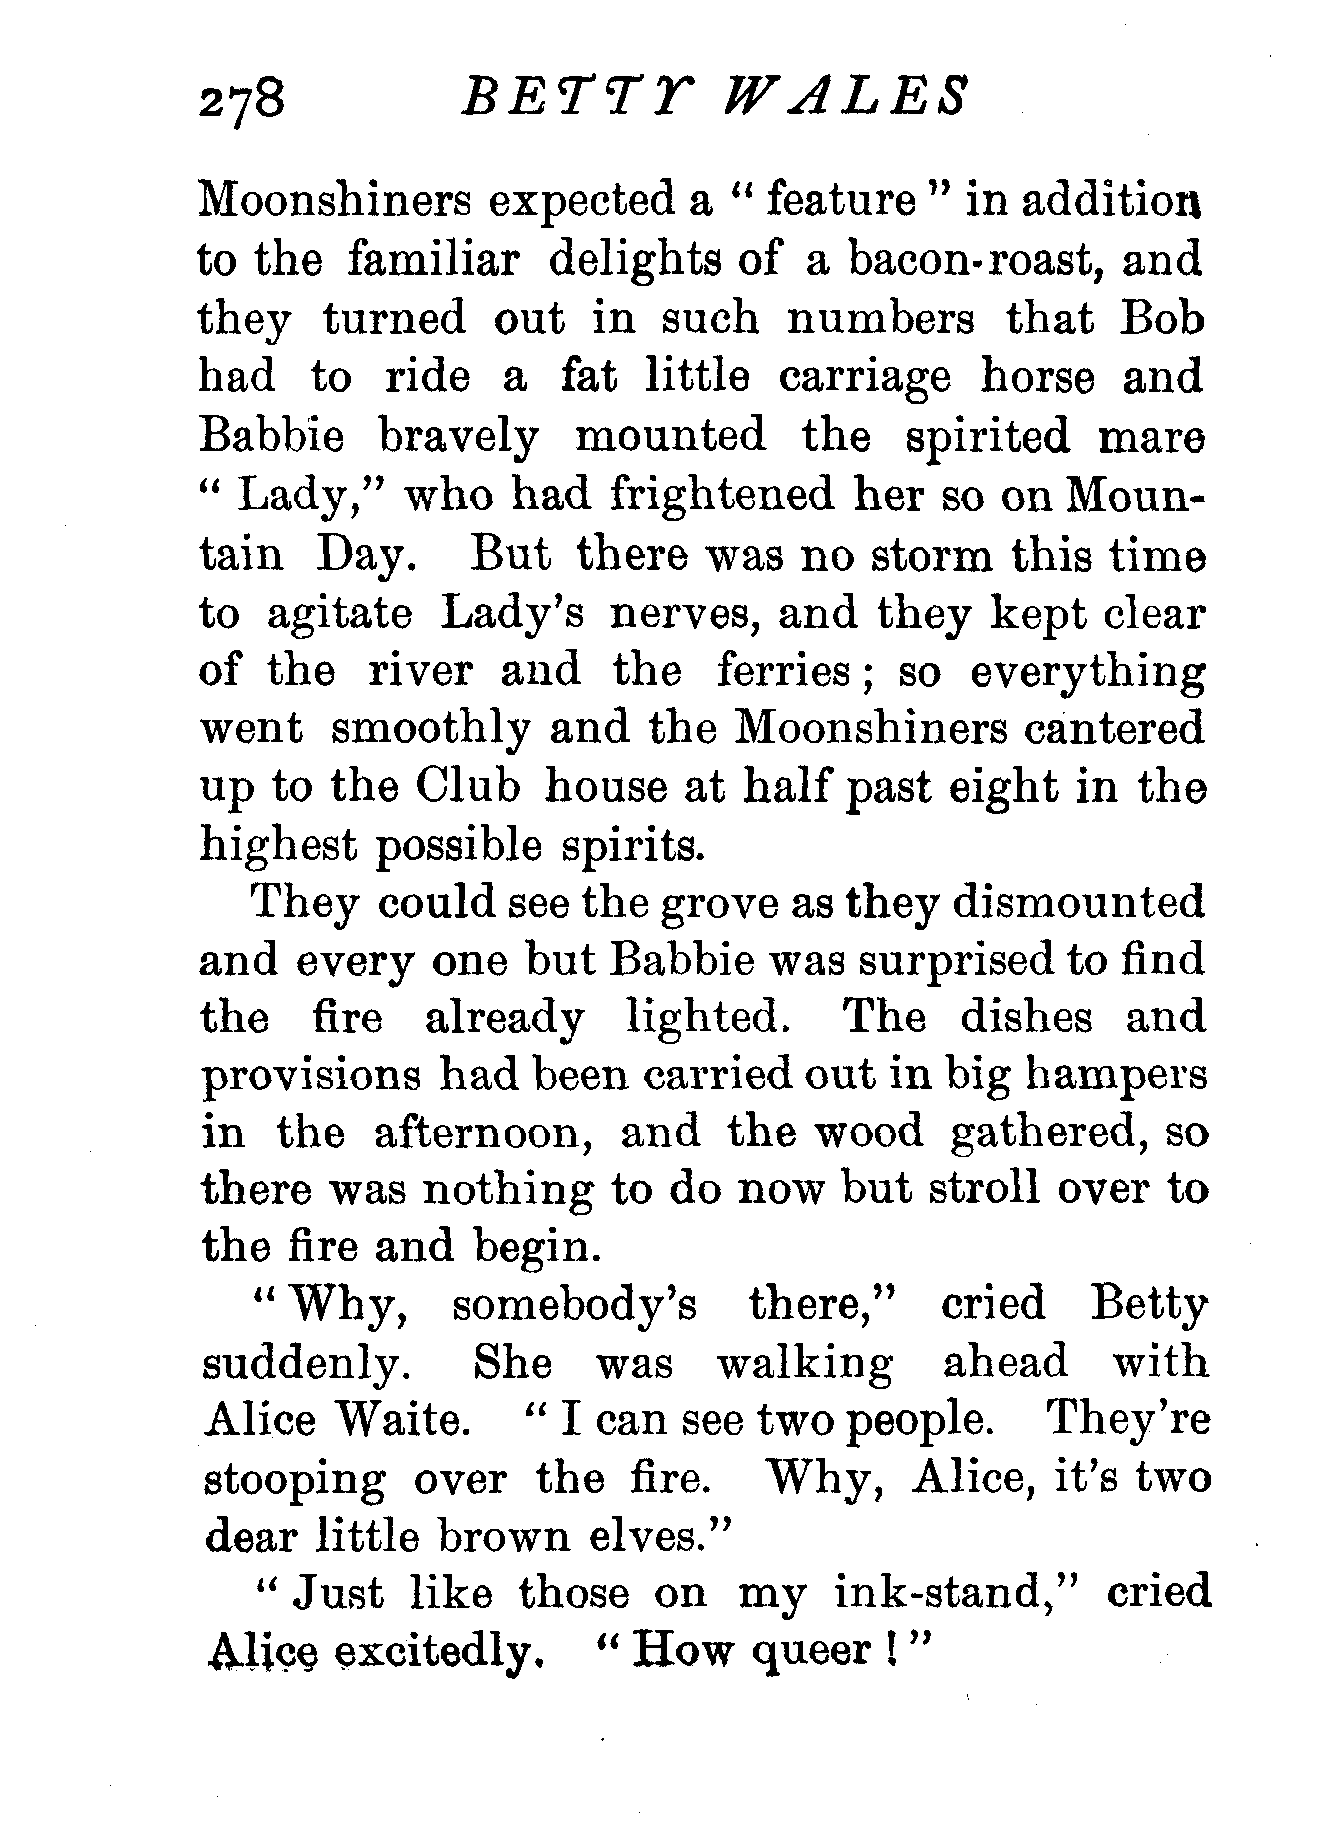 278 BETTY WALES
Moonshiners expected a “ feature ” in addition
to the familiar delights of a bacon-roast, and
they turned out in such numbers that Bob
had to ride a fat little carriage horse and
Babbie bravely mounted the spirited mare
“ Lady,” who had frightened her so on Moun-
tain Day. But there was no storm this time
to agitate Lady’s nerves, and they kept clear
of the river and the ferries ; so everything
went smoothly and the Moonshiners cantered
up to the Club house at half past eight in the
highest possible spirits.
They could see the grove as they dismounted
and every one but Babbie was surprised to find
the fire already lighted. The dishes and
provisions had been carried out in big hampers
in the afternoon, and the wood gathered, so
there was nothing to do now but stroll over to
the fire and begin.
“ Why, somebody’s there,” cried Betty
suddenly. She was walking ahead with
Alice Waite. “ I can see two people. They’re
stooping over the fire. Why, Alice, it’s two
dear little brown elves.”
“ Just like those on my ink-stand,” cried
Alice excitedly. “ How queer ! ”